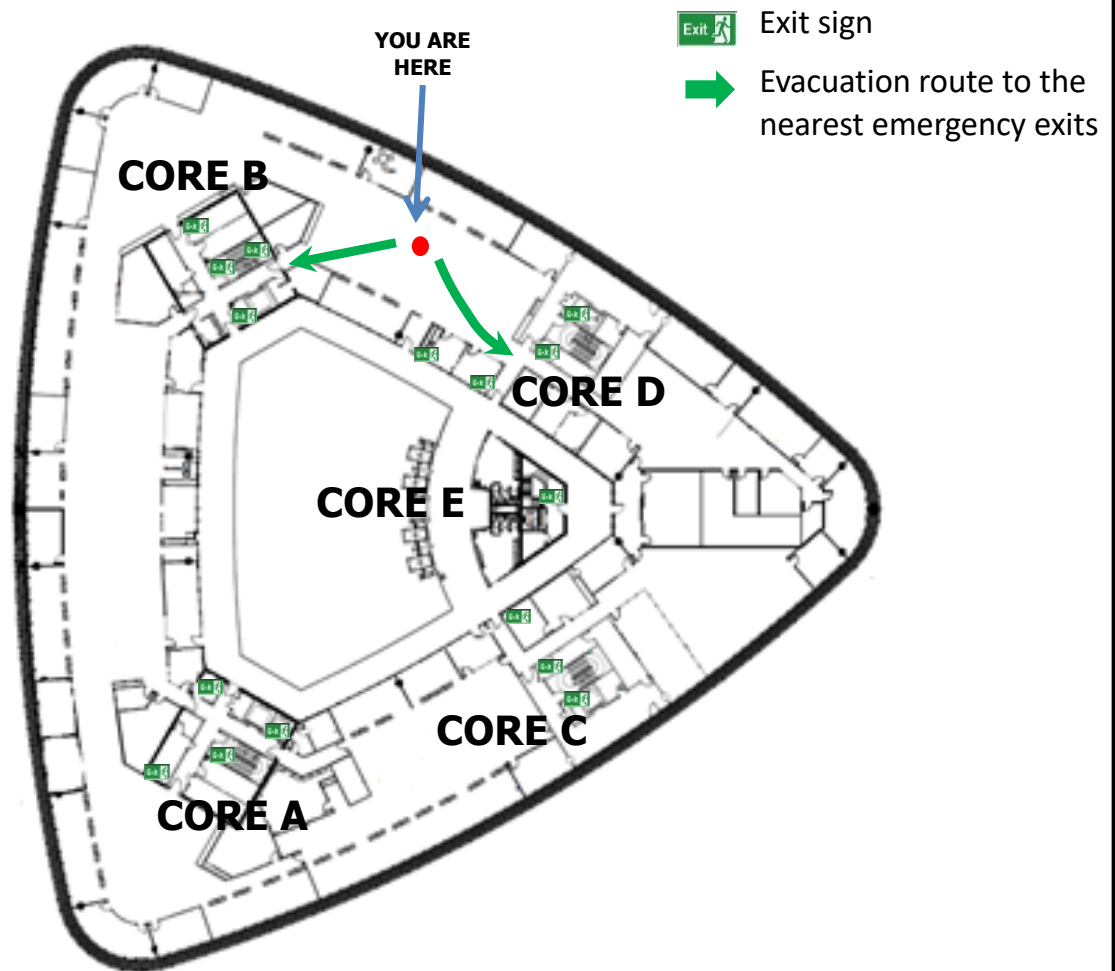 YOU ARE
HERE
Exit
Exit sign
Evacuation route to the
nearest emergency exits
CORE B
CORE D
CORE E
CORE C
CORE A